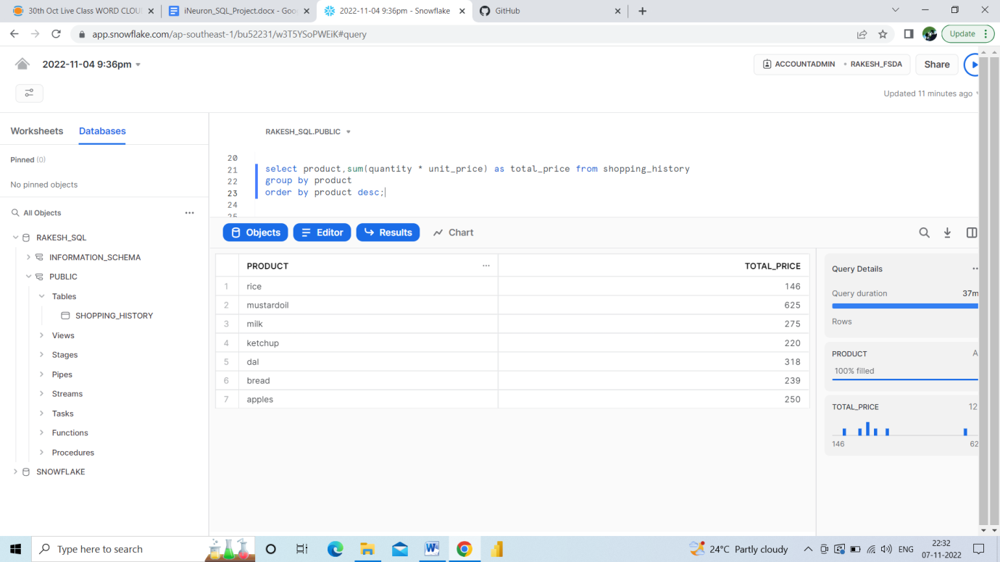 30th Oct Live Class WORD CLOU
iNeuron_SQL_Project.docx - Goo
2022-11-04 9:36pm - Snowflake
GitHub
app.snowflake.com/ap-southeast-1/bu52231/w3T5YSoPWEiK#query
Update
2022-11-04 9:36pm
ACCOUNTADMIN
RAKESH_FSDA
Share
Updated 11 minutes ago
Worksheets
Databases
RAKESH_SQL.PUBLIC
Pinned (0)
No pinned objects
All Objects
RAKESH_SQL
INFORMATION_SCHEMA
PUBLIC
Tables
SHOPPING_HISTORY
Views
Stages
Pipes
Streams
Tasks
Functions
Procedures
SNOWFLAKE
20
21 select product,sum(quantity * unit_price) as total_price from shopping_history
22 group by product
23 order by product desc;
24
25
Objects
Editor
Results
Chart
PRODUCT TOTAL_PRICE
1 rice 146
2 mustardoil 625
3 milk 275
4 ketchup 220
5 dal 318
6 bread 239
7 apples 250
Query Details
Query duration 37m
Rows
PRODUCT A
100% filled
TOTAL_PRICE 12
146 62
Type here to search
24°C Partly cloudy
ENG
22:32
07-11-2022